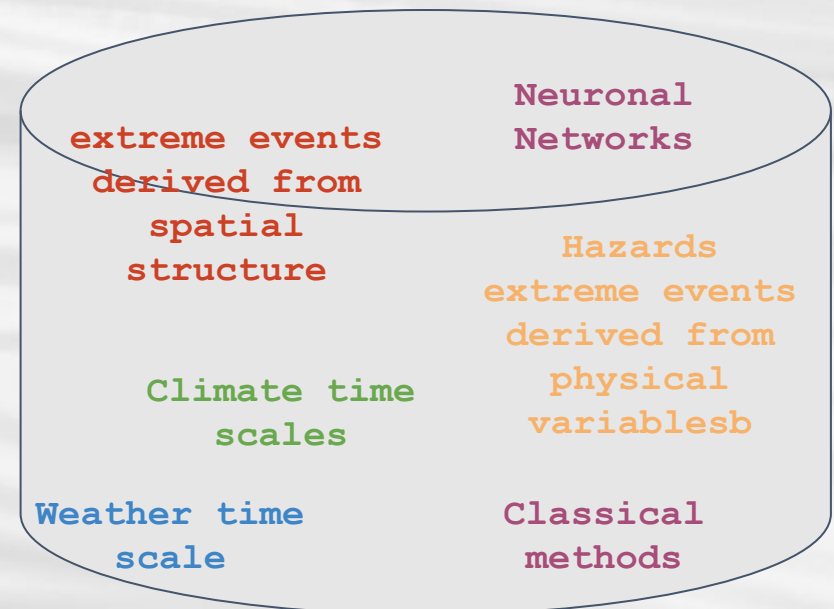 Neuronal
Networks
extreme events
derived from
spatial
structure
Hazards
extreme events
derived from
physical
variablesb
Climate time
scales
Weather time
scale
Classical
methods